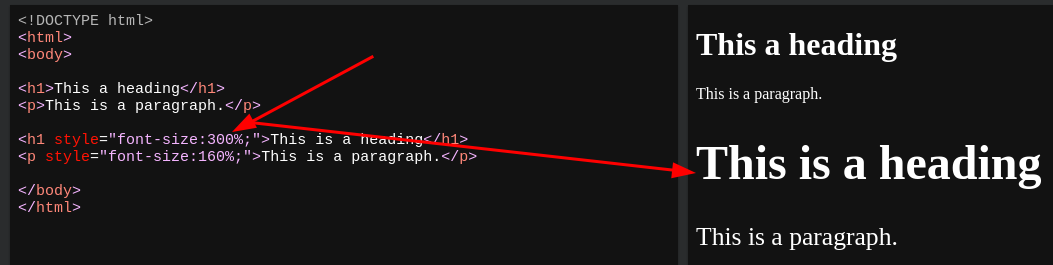 <!DOCTYPE html>
<html>
<body>
<h1>This a heading</h1>
<p>This is a paragraph.</p>
<h1 style="font-size:300%;">This is a heading</h1>
<p style="font-size:160%;">This is a paragraph.</p>
</body>
</html>
This a heading
This is a paragraph.
This is a heading
This is a paragraph.